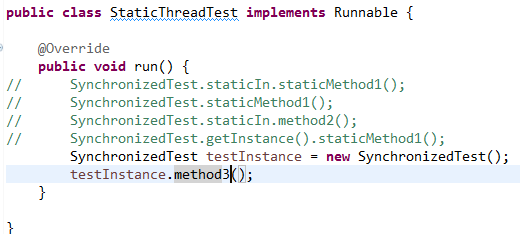 public class StaticThreadTest implements Runnable {
@Override
public void run() {
// SynchronizedTest.staticIn.staticMethod1();
// SynchronizedTest.staticMethod1();
// SynchronizedTest.staticIn.method2();
// SynchronizedTest.getInstance().staticMethod1();
SynchronizedTest testInstance = new SynchronizedTest();
testInstance.method3();
}
}